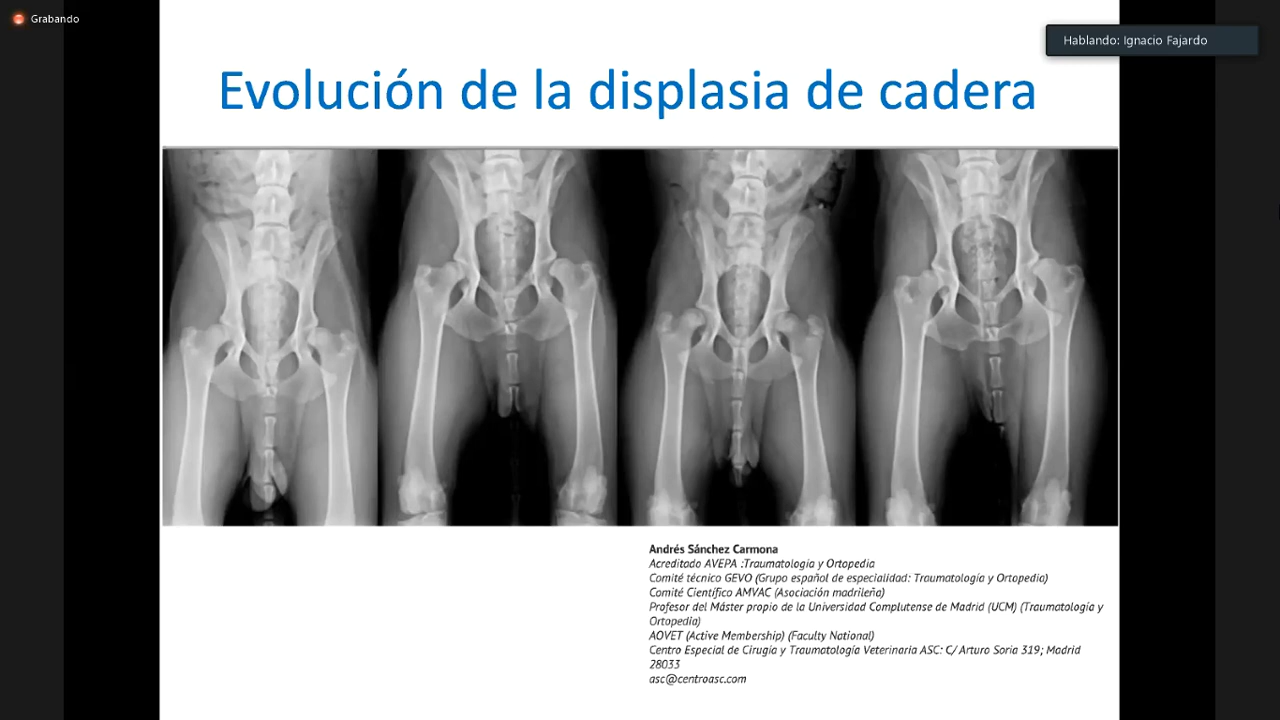 Grabando
Hablando: Ignacio Fajardo
Evolución de la displasia de cadera
Andrés Sánchez Carmona
Acreditado AVEPA :Traumatologia y Ortopedia
Comité técnico GEVO (Grupo español de especialidad: Traumatología y Ortopedia)
Comité Científico AMVAC (Asociación madrileña)
Profesor del Máster propio de la Universidad Complutense de Madrid (UCM) (Traumatología y
Ortopedia)
AOVET (Active Membership) (Faculty National)
Centro Especial de Cirugía y Traumatología Veterinaria ASC: C/ Arturo Soria 319; Madrid
28033
asc@centroasc.com